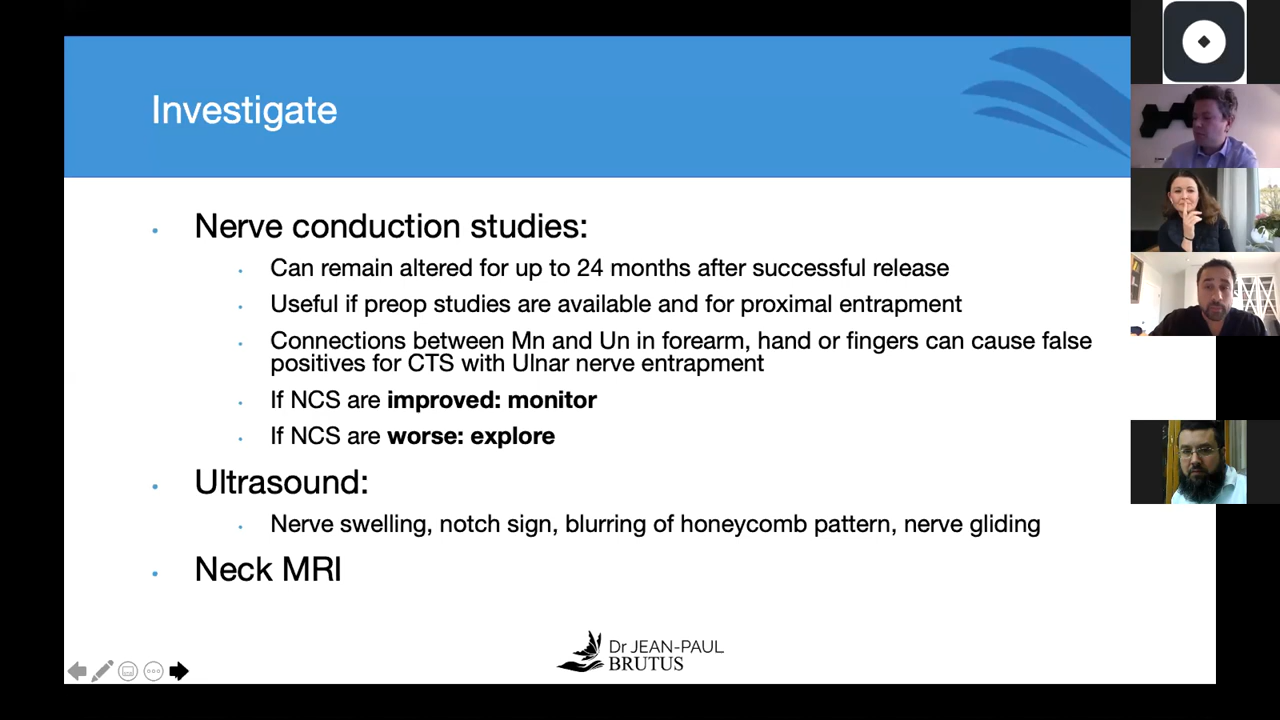 Investigate
Nerve conduction studies:
Can remain altered for up to 24 months after successful release
Useful if preop studies are available and for proximal entrapment
Connections between Mn and Un in forearm, hand or fingers can cause false
positives for CTS with Ulnar nerve entrapment
If NCS are improved: monitor
If NCS are worse: explore
Ultrasound:
Nerve swelling, notch sign, blurring of honeycomb pattern, nerve gliding
Neck MRI
Dr JEAN-PAUL
BRUTUS